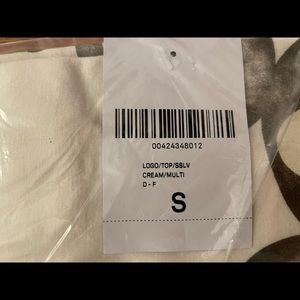 00424348012
LOGO/TOP/SSLV
CREAM/MULTI
D - F
S